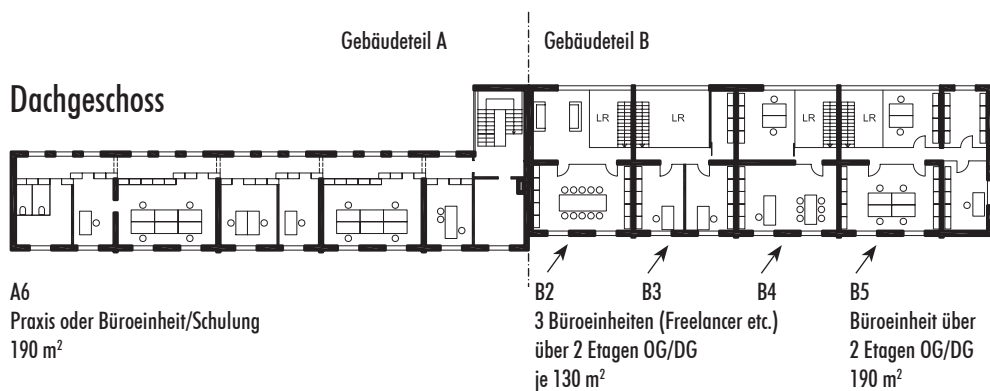 Gebäudeteil A
Gebäudeteil B
Dachgeschoss
LR
LR
LR
LR
A6
Praxis oder Büroeinheit/Schulung
190 m²
B2 B3 B4
3 Büroeinheiten (Freelancer etc.)
über 2 Etagen OG/DG
je 130 m²
B5
Büroeinheit über
2 Etagen OG/DG
190 m²